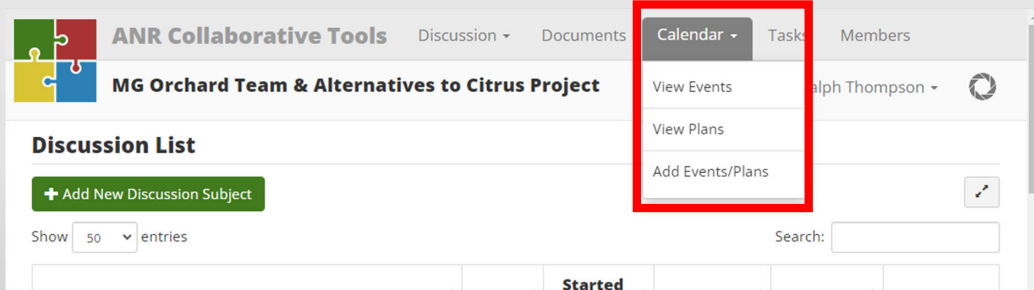 ANR Collaborative Tools Discussion Documents Calendar Tasks Members
MG Orchard Team & Alternatives to Citrus Project Thompson
View Events
View Plans
Add Events/Plans
Discussion List
Add New Discussion Subject
Show 50 entries Search:
Started